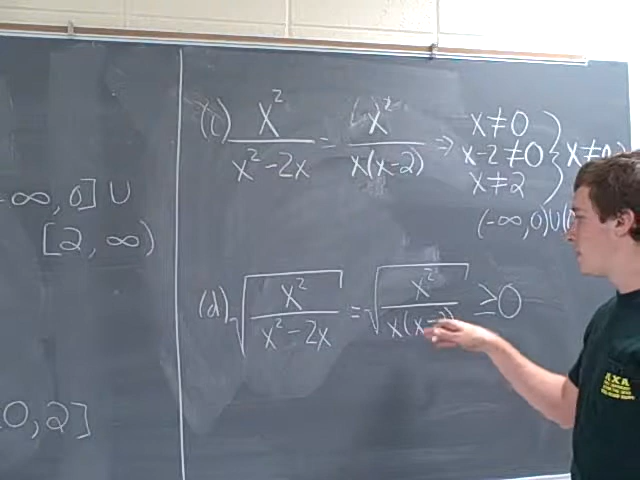 -∞, 0] ∪
[2, ∞)
0, 2]
(c) x²/(x² - 2x) = x²/(x(x-2)) ⇒ x ≠ 0
x - 2 ≠ 0 } x ≠ 0
x ≠ 2
(-∞, 0) ∪ (
(d) √(x²/(x² - 2x)) = √(x²/(x(x-2))) ≥ 0
ΛΧΑ